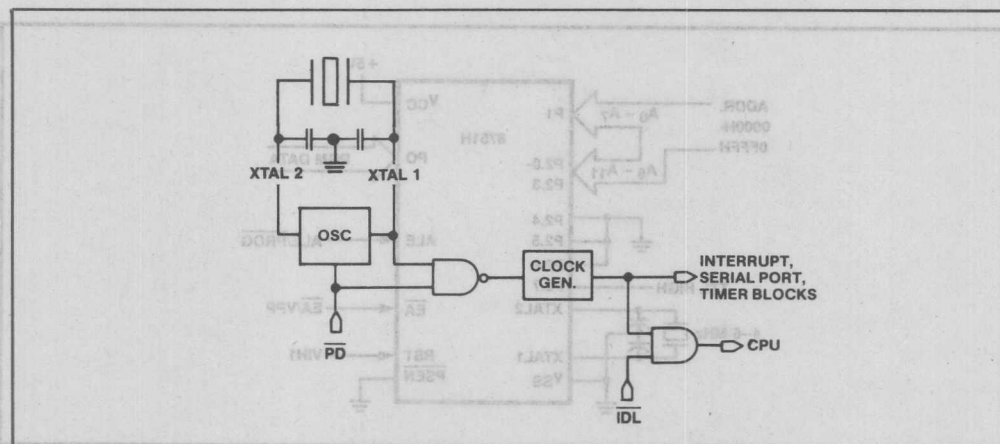 XTAL 2
XTAL 1
OSC
PD
CLOCK
GEN.
INTERRUPT,
SERIAL PORT,
TIMER BLOCKS
CPU
IDL